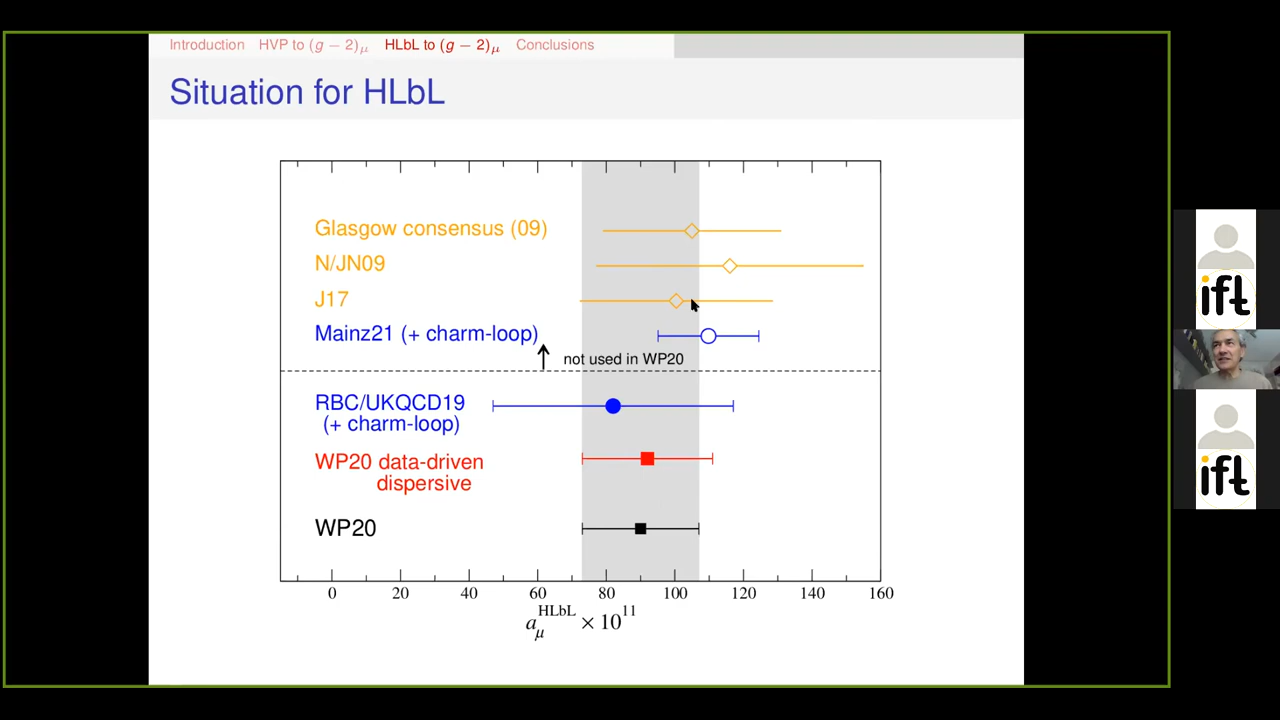 Introduction HVP to (g − 2)μ HLbL to (g − 2)μ Conclusions
Situation for HLbL
Glasgow consensus (09)
N/JN09
J17
Mainz21 (+ charm-loop)
not used in WP20
RBC/UKQCD19
(+ charm-loop)
WP20 data-driven
dispersive
WP20
0 20 40 60 80 100 120 140 160
aμ^HLbL × 10^11
ift
ift